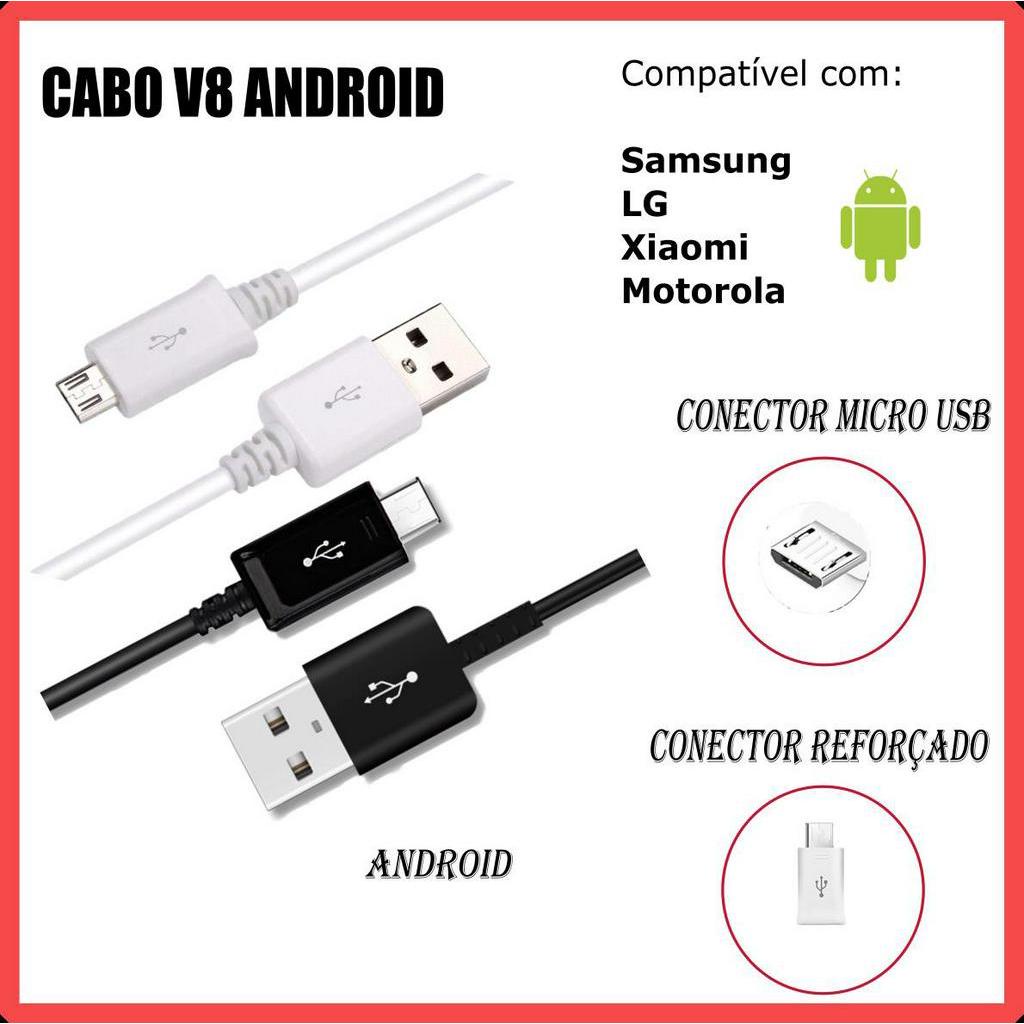 CABO V8 ANDROID
Compatível com:
Samsung
LG
Xiaomi
Motorola
CONECTOR MICRO USB
CONECTOR REFORÇADO
ANDROID